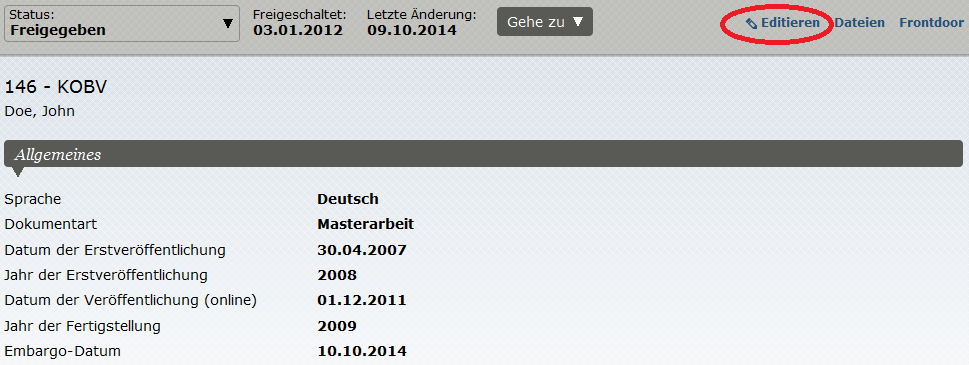 Status: Freigeschaltet: Letzte Änderung: Gehe zu Editieren Dateien Frontdoor
Freigegeben 03.01.2012 09.10.2014
146 - KOBV
Doe, John
Allgemeines
Sprache Deutsch
Dokumentart Masterarbeit
Datum der Erstveröffentlichung 30.04.2007
Jahr der Erstveröffentlichung 2008
Datum der Veröffentlichung (online) 01.12.2011
Jahr der Fertigstellung 2009
Embargo-Datum 10.10.2014